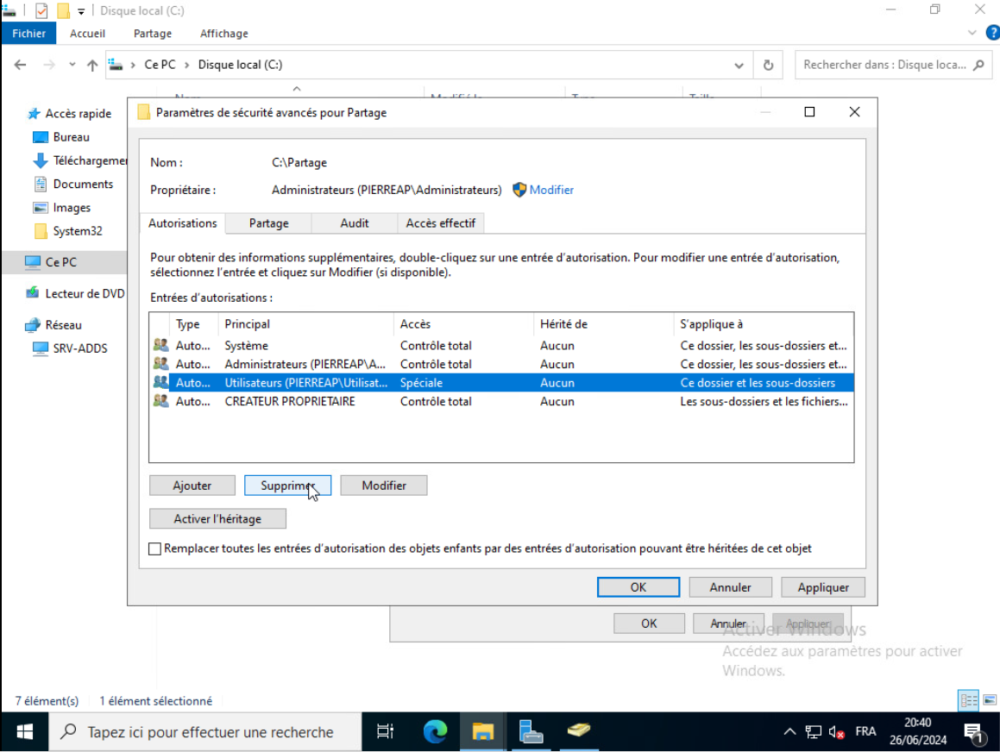 Disque local (C:)
Fichier Accueil Partage Affichage
Ce PC > Disque local (C:) Rechercher dans : Disque loca...
Paramètres de sécurité avancés pour Partage
Accès rapide
Bureau
Téléchargemen
Documents
Images
System32
Ce PC
Lecteur de DVD
Réseau
SRV-ADDS
Nom : C:\Partage
Propriétaire : Administrateurs (PIERREAP\Administrateurs) Modifier
Autorisations Partage Audit Accès effectif
Pour obtenir des informations supplémentaires, double-cliquez sur une entrée d'autorisation. Pour modifier une entrée d'autorisation,
sélectionnez l'entrée et cliquez sur Modifier (si disponible).
Entrées d'autorisations :
Type Principal Accès Hérité de S'applique à
Auto... Système Contrôle total Aucun Ce dossier, les sous-dossiers et...
Auto... Administrateurs (PIERREAP\A... Contrôle total Aucun Ce dossier, les sous-dossiers et...
Auto... Utilisateurs (PIERREAP\Utilisat... Spéciale Aucun Ce dossier et les sous-dossiers
Auto... CREATEUR PROPRIETAIRE Contrôle total Aucun Les sous-dossiers et les fichiers...
Ajouter Supprimer Modifier
Activer l'héritage
Remplacer toutes les entrées d'autorisation des objets enfants par des entrées d'autorisation pouvant être héritées de cet objet
OK Annuler Appliquer
OK Annuler Appliquer
Activer Windows
Accédez aux paramètres pour activer
Windows.
7 élément(s) 1 élément sélectionné
Tapez ici pour effectuer une recherche
FRA
20:40
26/06/2024
1